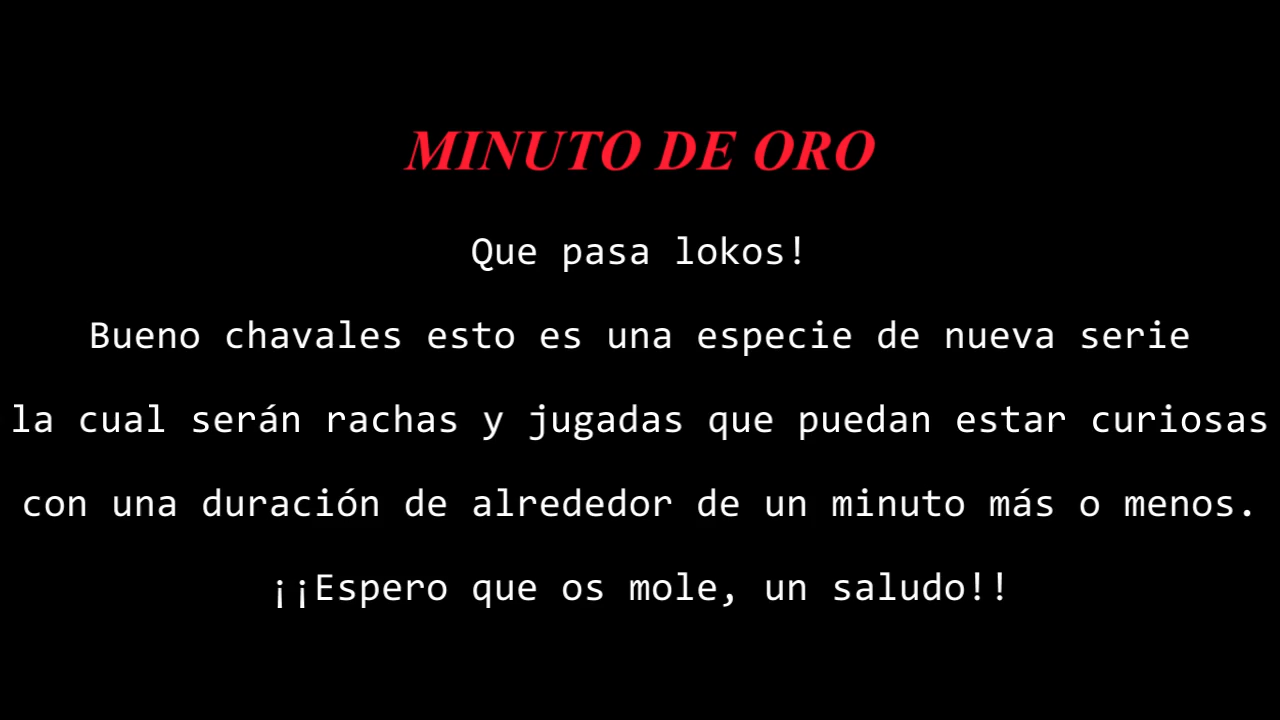 MINUTO DE ORO
Que pasa lokos!
Bueno chavales esto es una especie de nueva serie
la cual serán rachas y jugadas que puedan estar curiosas
con una duración de alrededor de un minuto más o menos.
¡¡Espero que os mole, un saludo!!